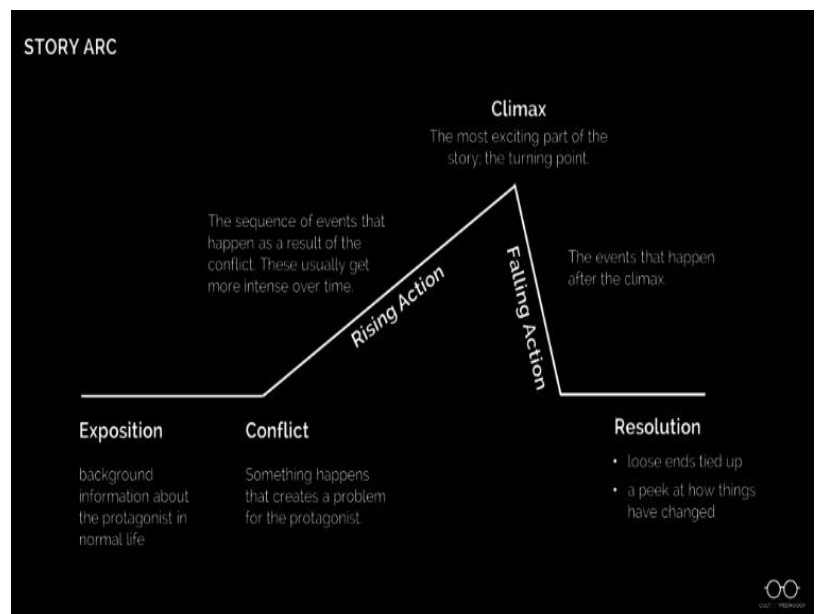 STORY ARC
Climax
The most exciting part of the
story; the turning point.
The sequence of events that
happen as a result of the
conflict. These usually get
more intense over time.
Rising Action
Falling Action
The events that happen
after the climax.
Exposition
background
information about
the protagonist in
normal life
Conflict
Something happens
that creates a problem
for the protagonist.
Resolution
• loose ends tied up
• a peek at how things
have changed
CULT OF PEDAGOGY